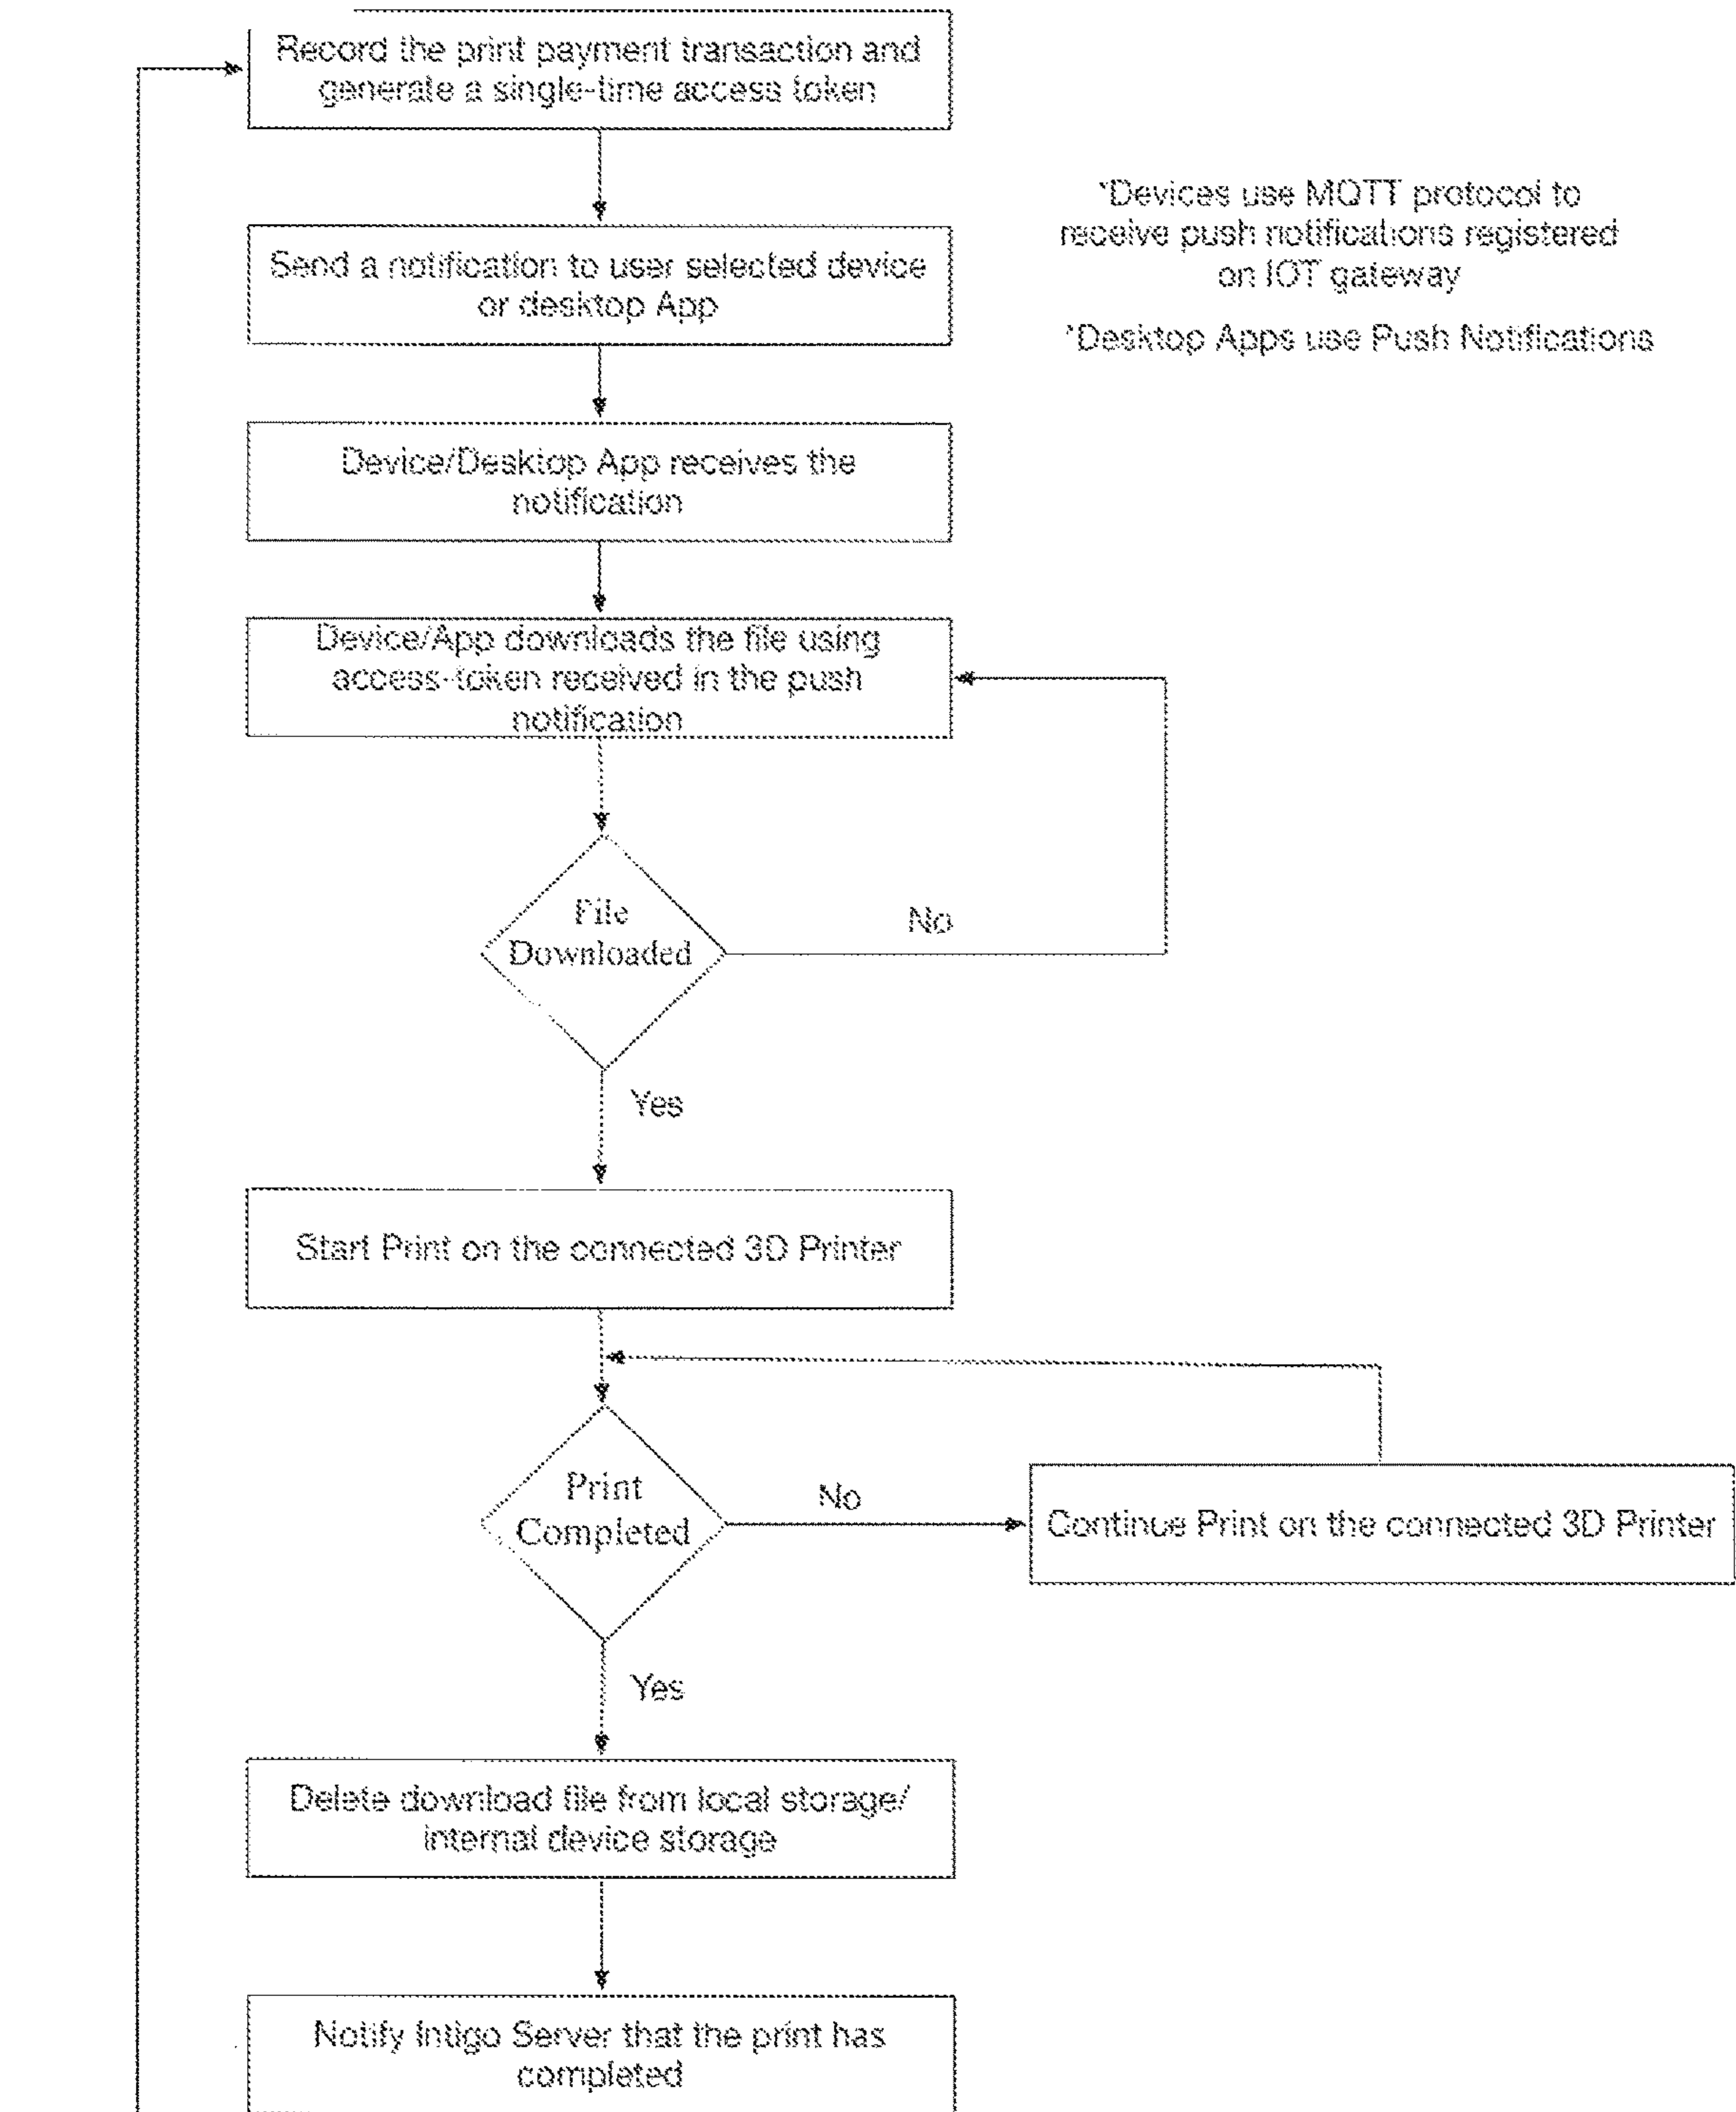 Record the print payment transaction and
generate a single-time access token
*Devices use MQTT protocol to
receive push notifications registered
on IOT gateway
Send a notification to user selected device
or desktop App
*Desktop Apps use Push Notifications
Device/Desktop App receives the
notification
Device/App downloads the file using
access-token received in the push
notification
File
Downloaded
No
Yes
Start Print on the connected 3D Printer
Print
Completed
No
Continue Print on the connected 3D Printer
Yes
Delete download file from local storage/
internal device storage
Notify Intigo Server that the print has
completed